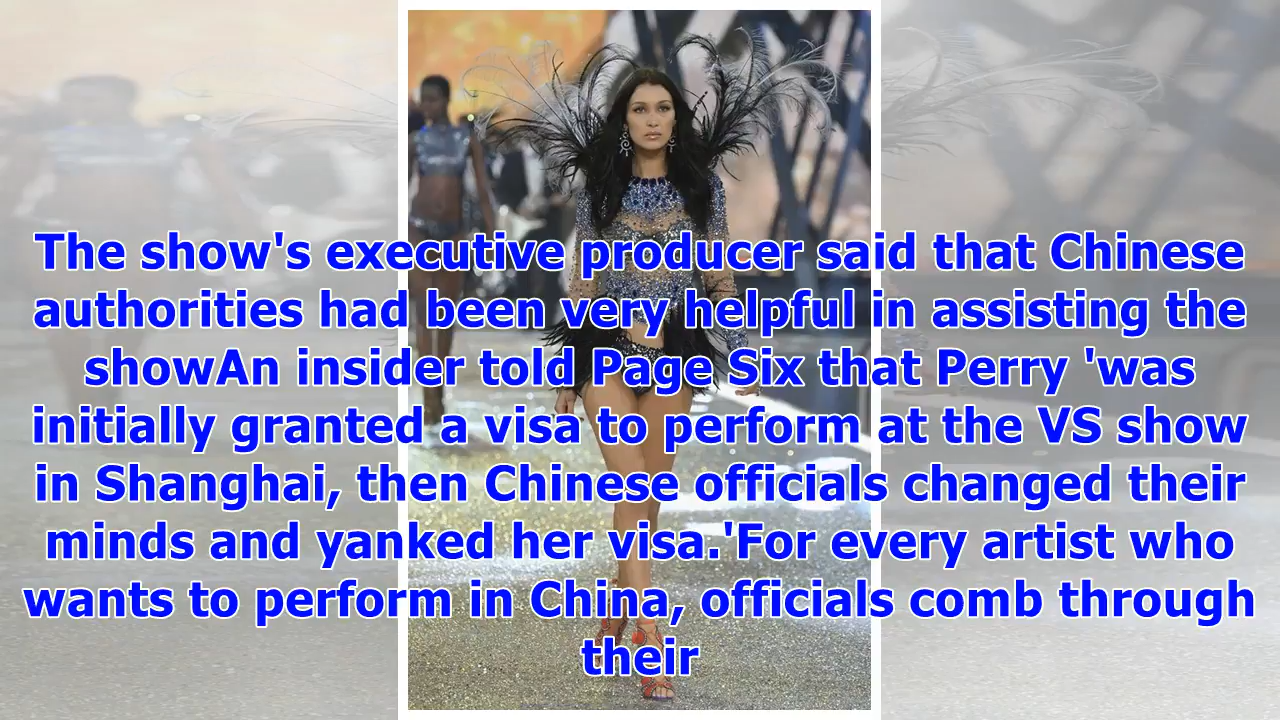 The show's executive producer said that Chinese
authorities had been very helpful in assisting the
showAn insider told Page Six that Perry 'was
initially granted a visa to perform at the VS show
in Shanghai, then Chinese officials changed their
minds and yanked her visa.'For every artist who
wants to perform in China, officials comb through
their